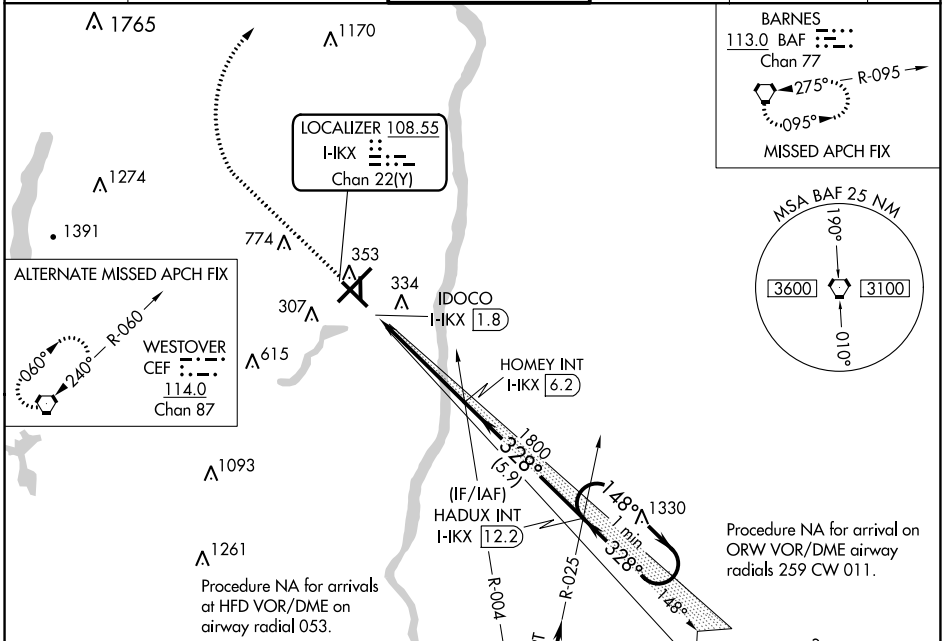 1765
1170
BARNES
113.0 BAF
Chan 77
275°
R-095
095°
MISSED APCH FIX
LOCALIZER 108.55
I-IKX
Chan 22(Y)
1274
1391
774
353
334
307
615
MSA BAF 25 NM
190°
3600
3100
010°
ALTERNATE MISSED APCH FIX
R-060
060°
240°
WESTOVER
CEF
114.0
Chan 87
IDOCO
I-IKX 1.8
HOMEY INT
I-IKX 6.2
1800
328°
(5.9)
(IF/IAF)
HADUX INT
I-IKX 12.2
148°
1330
1 min
328°
148°
1093
1261
R-004
R-025
Procedure NA for arrival on
ORW VOR/DME airway
radials 259 CW 011.
Procedure NA for arrivals
at HFD VOR/DME on
airway radial 053.